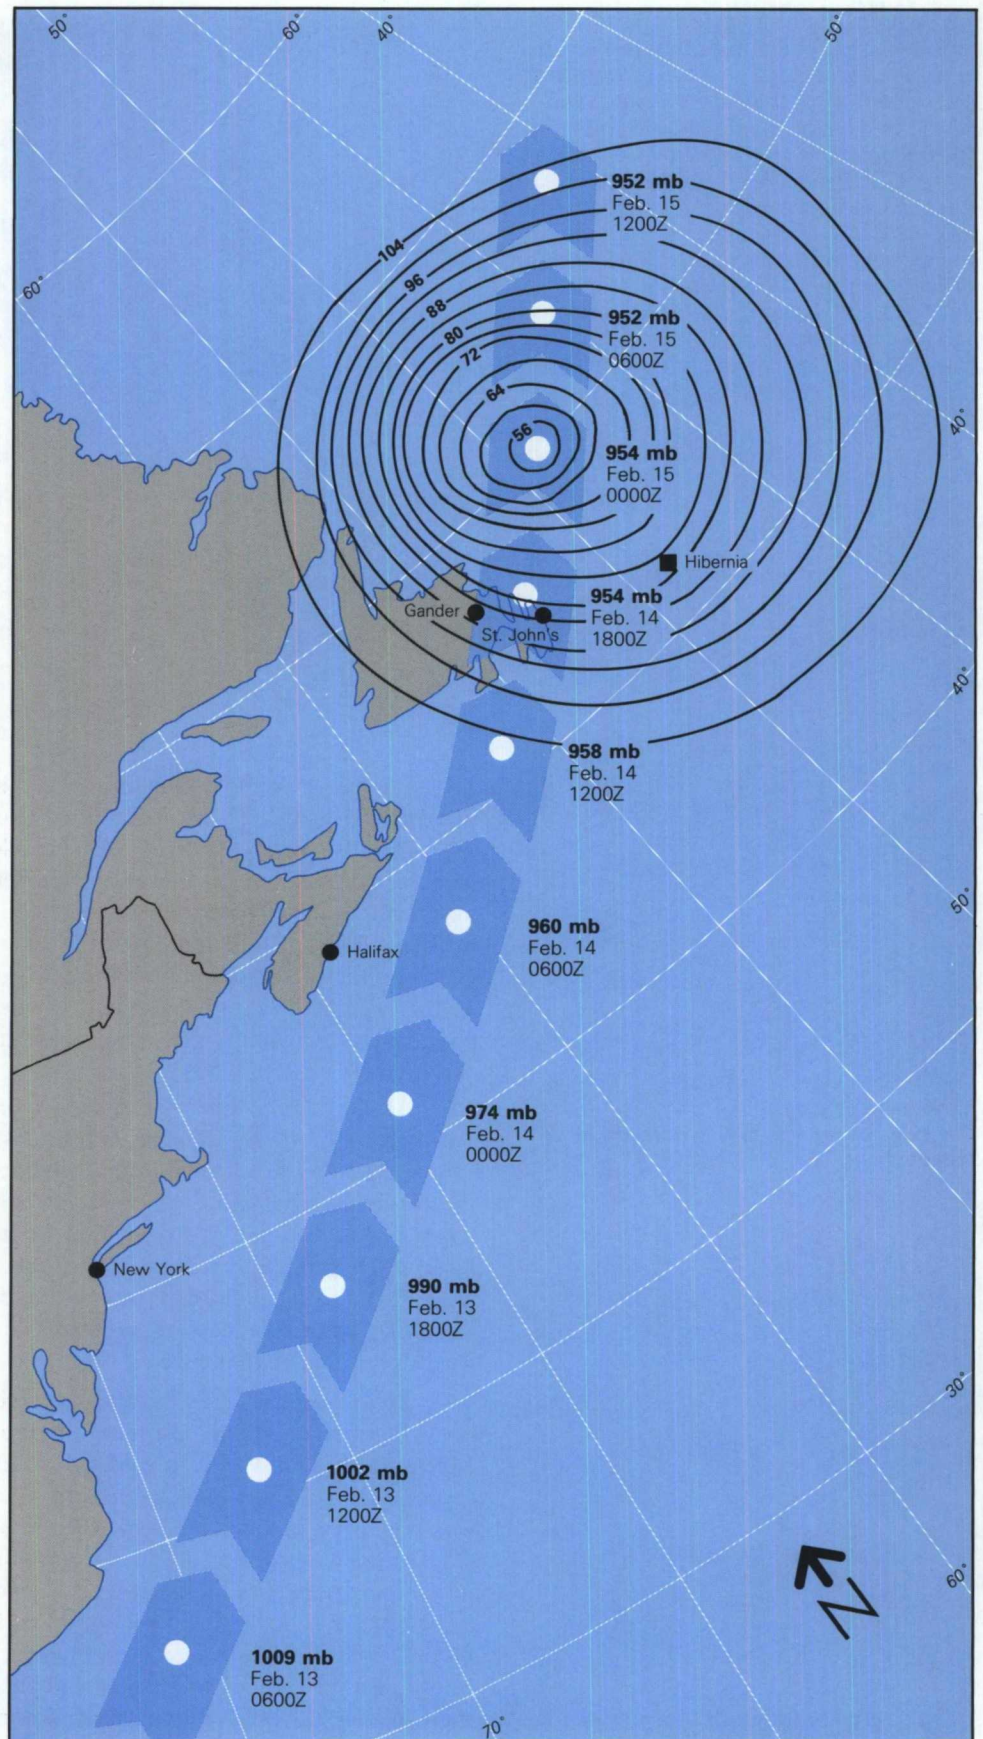 50°
60°
40°
50°
952 mb
Feb. 15
1200Z
104
96
60°
88
952 mb
Feb. 15
0600Z
80
72
64
40°
56
954 mb
Feb. 15
0000Z
Hibernia
954 mb
Feb. 14
1800Z
Gander
St. John's
40°
958 mb
Feb. 14
1200Z
50°
960 mb
Feb. 14
0600Z
Halifax
974 mb
Feb. 14
0000Z
New York
990 mb
Feb. 13
1800Z
30°
1002 mb
Feb. 13
1200Z
60°
N
1009 mb
Feb. 13
0600Z
70°